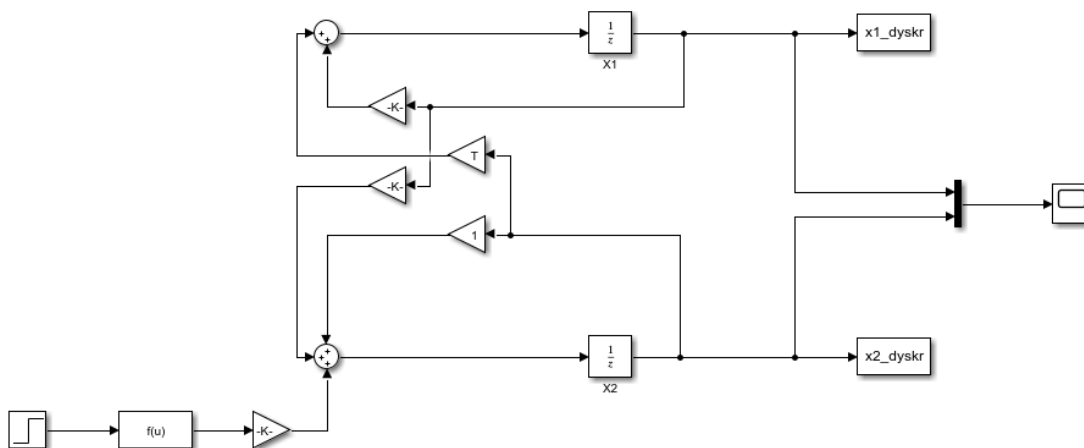 1
z
X1
x1_dyskr
+
+
-K-
T
-K-
1
+
+
+
1
z
X2
x2_dyskr
f(u)
-K-